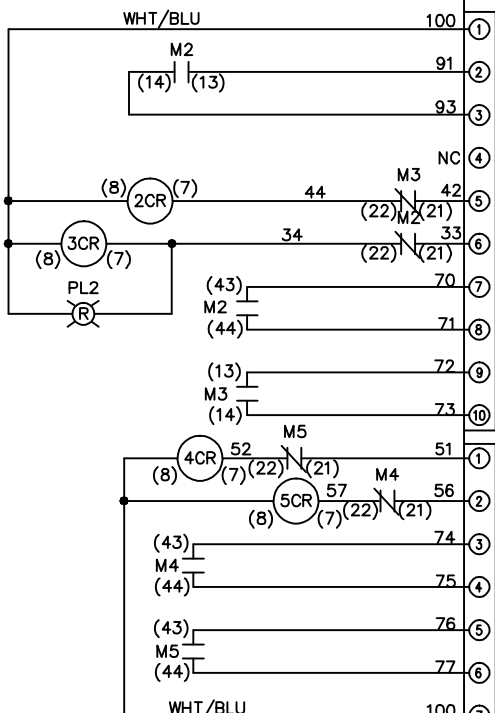 WHT/BLU 100 1
M2
(14) (13) 91 2
93 3
NC 4
(8) 2CR (7) 44 M3 (22) (21) 42 5
(8) 3CR (7) 34 M2 (22) (21) 33 6
PL2
R
(43) 70 7
M2
(44) 71 8
(13) 72 9
M3
(14) 73 10
M5
(8) 4CR (7) 52 (22) (21) 51 1
M4
(8) 5CR (7) 57 (22) (21) 56 2
(43) 74 3
M4
(44) 75 4
(43) 76 5
M5
(44) 77 6
WHT/BLU 100